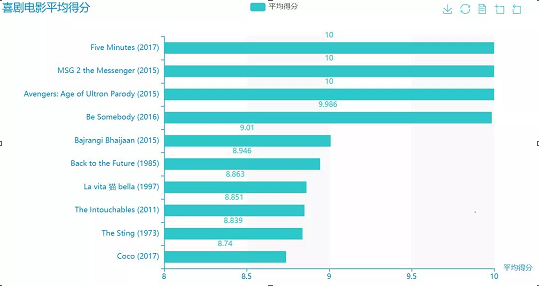 喜剧电影平均得分
平均得分
10
Five Minutes (2017)
10
MSG 2 the Messenger (2015)
10
Avengers: Age of Ultron Parody (2015)
9.986
Be Somebody (2016)
9.01
Bajrangi Bhaijaan (2015)
8.946
Back to the Future (1985)
8.863
La vita 猫 bella (1997)
8.851
The Intouchables (2011)
8.839
The Sting (1973)
8.74
Coco (2017)
平均得分
8 8.5 9 9.5 10